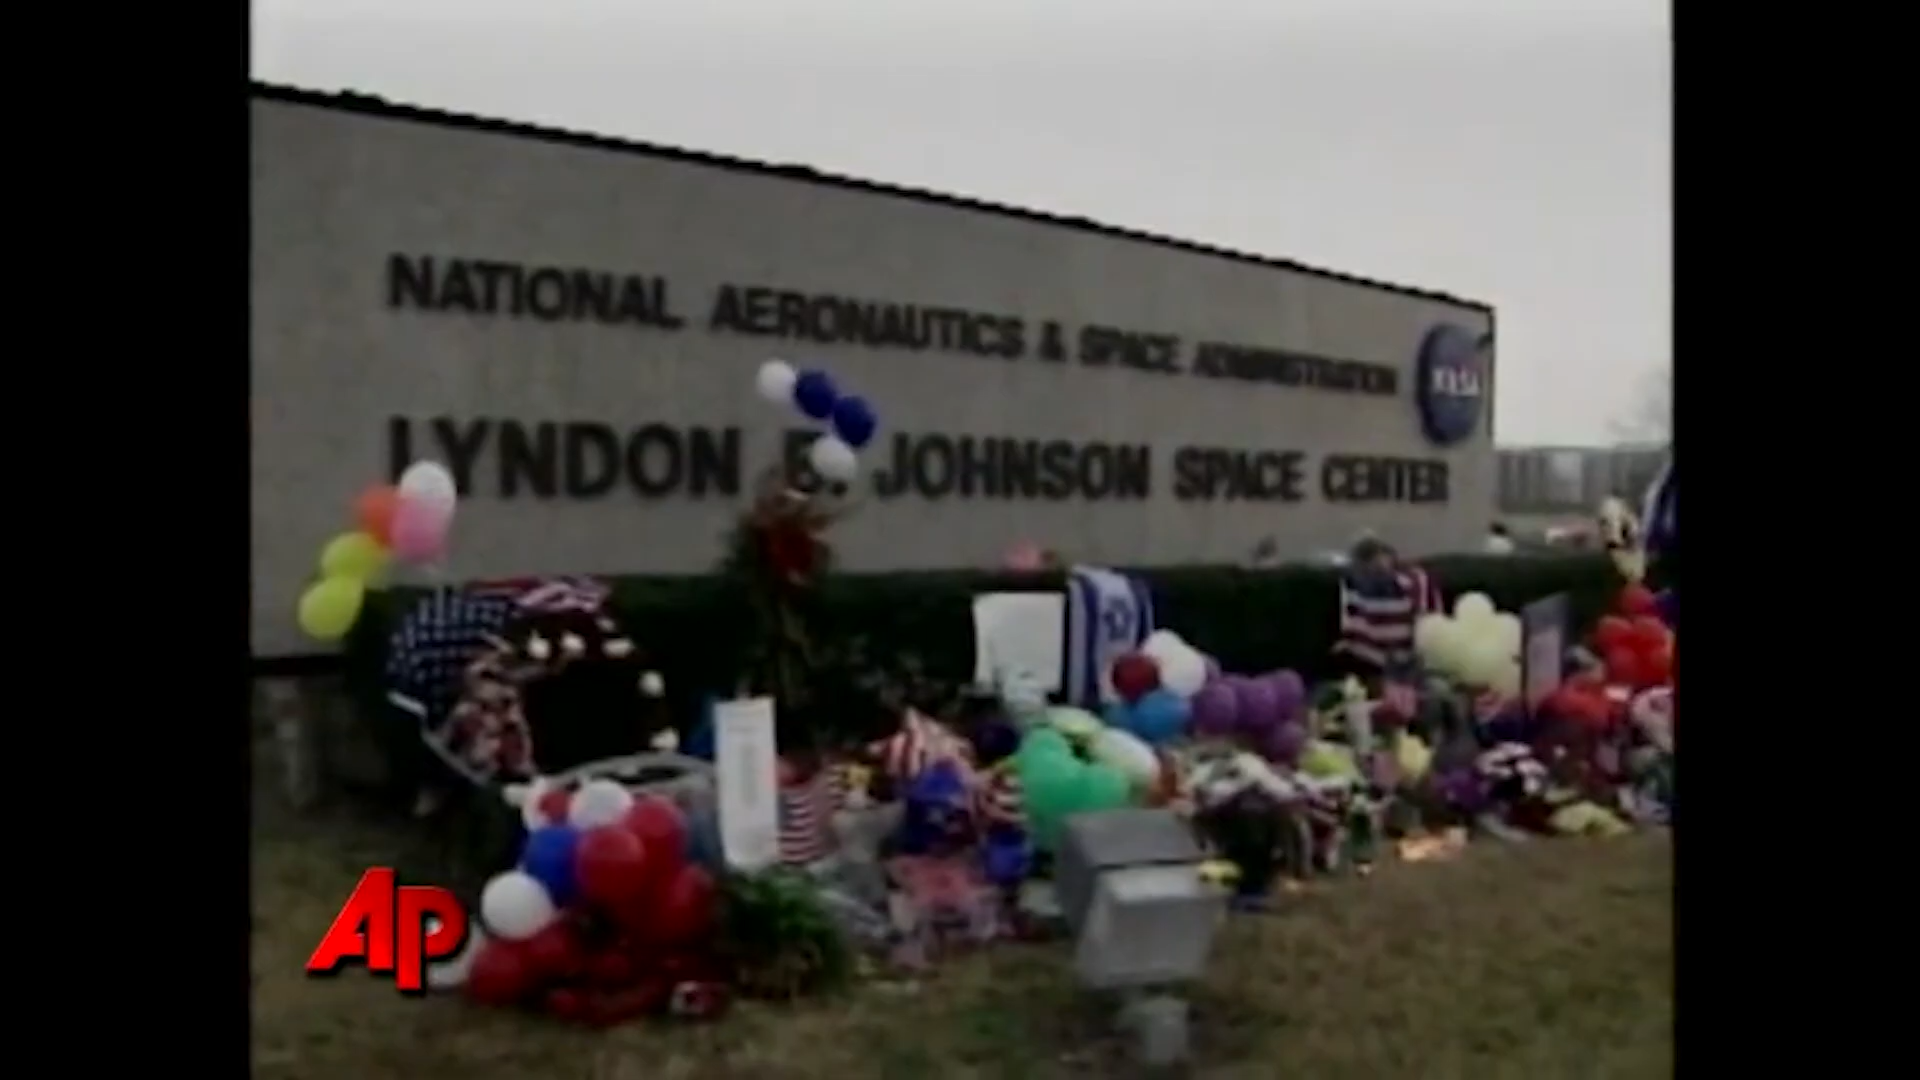 NATIONAL AERONAUTICS & SPACE ADMINISTRATION
NASA
LYNDON B. JOHNSON SPACE CENTER
AP